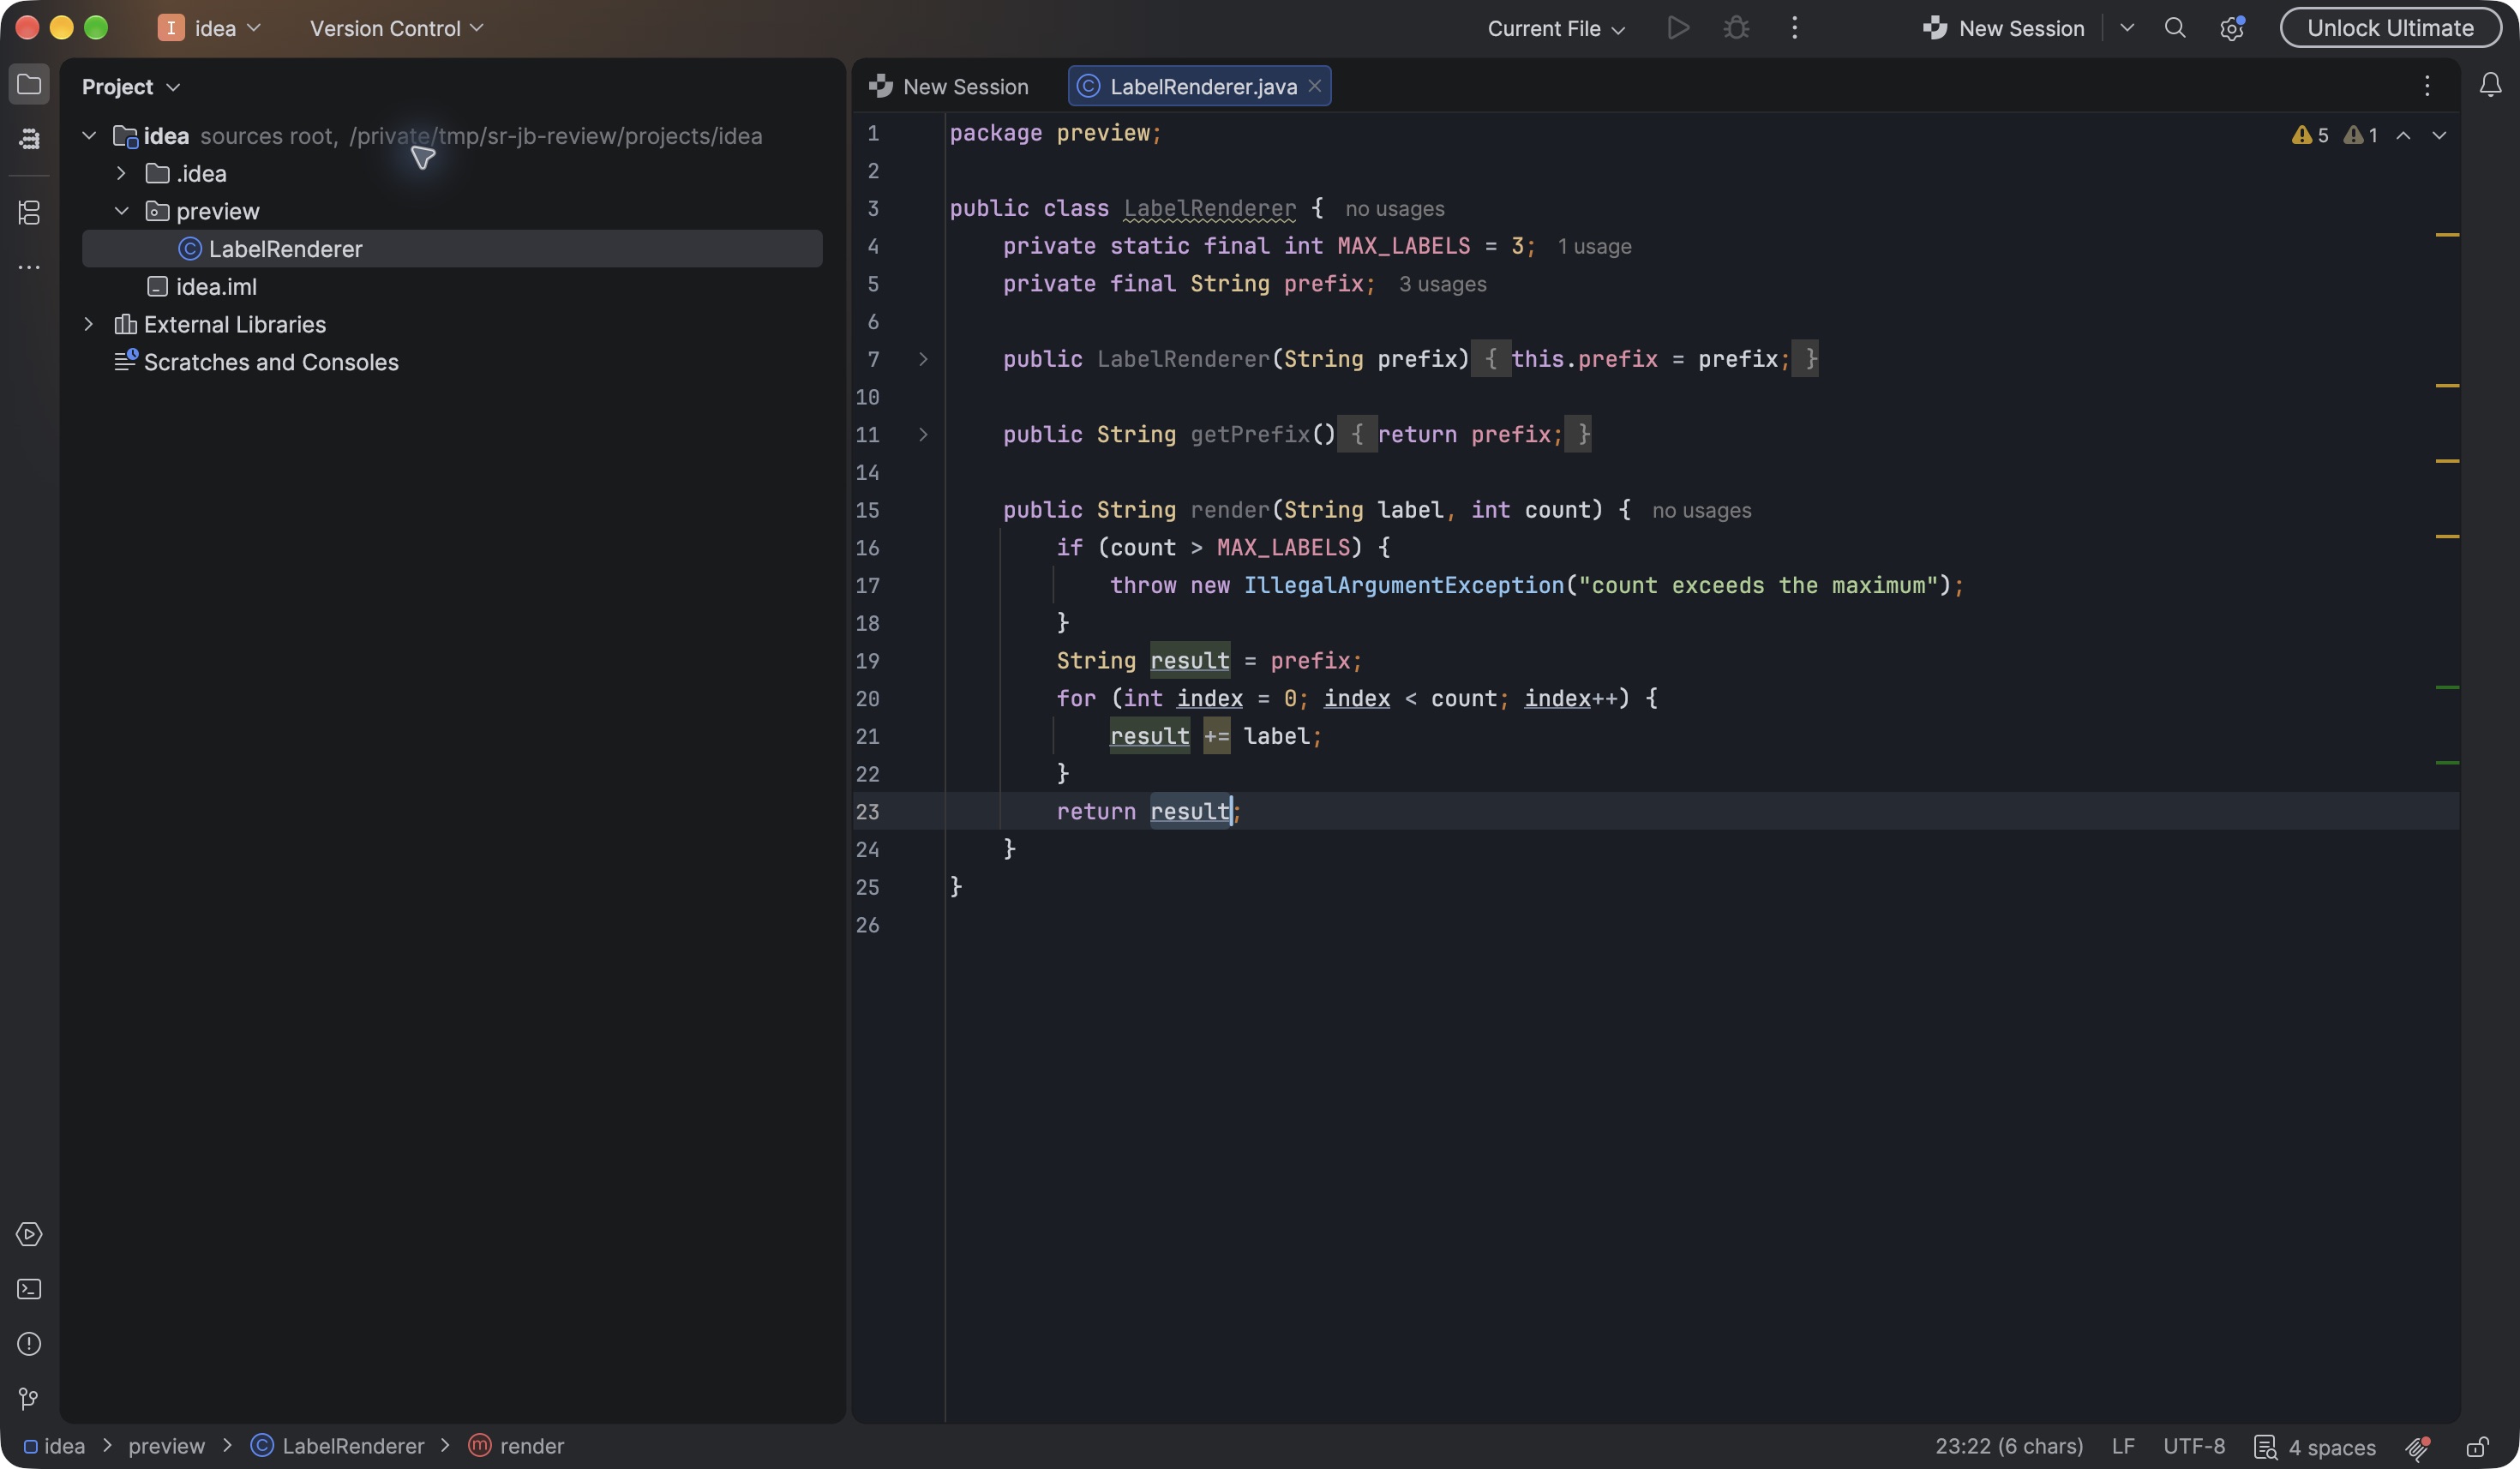 I idea Version Control Current File New Session Unlock Ultimate
Project
idea sources root, /private/tmp/sr-jb-review/projects/idea
.idea
preview
LabelRenderer
idea.iml
External Libraries
Scratches and Consoles
New Session LabelRenderer.java
5 1
1 package preview;
2
3 public class LabelRenderer { no usages
4 private static final int MAX_LABELS = 3; 1 usage
5 private final String prefix; 3 usages
6
7 public LabelRenderer(String prefix) { this.prefix = prefix; }
10
11 public String getPrefix() { return prefix; }
14
15 public String render(String label, int count) { no usages
16 if (count > MAX_LABELS) {
17 throw new IllegalArgumentException("count exceeds the maximum");
18 }
19 String result = prefix;
20 for (int index = 0; index < count; index++) {
21 result += label;
22 }
23 return result;
24 }
25 }
26
idea > preview > LabelRenderer > m render 23:22 (6 chars) LF UTF-8 4 spaces